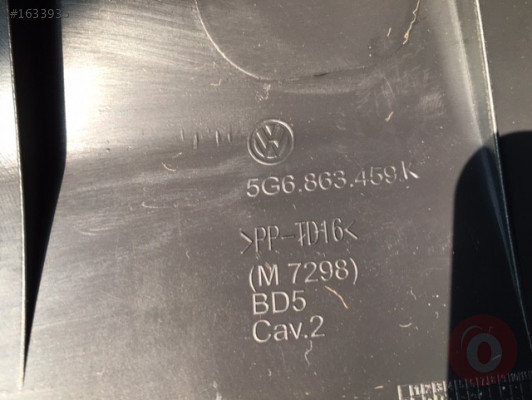 #163393
5G6.863.459.K
>PP-TD16<
(M 7298)
BD5
Cav.2